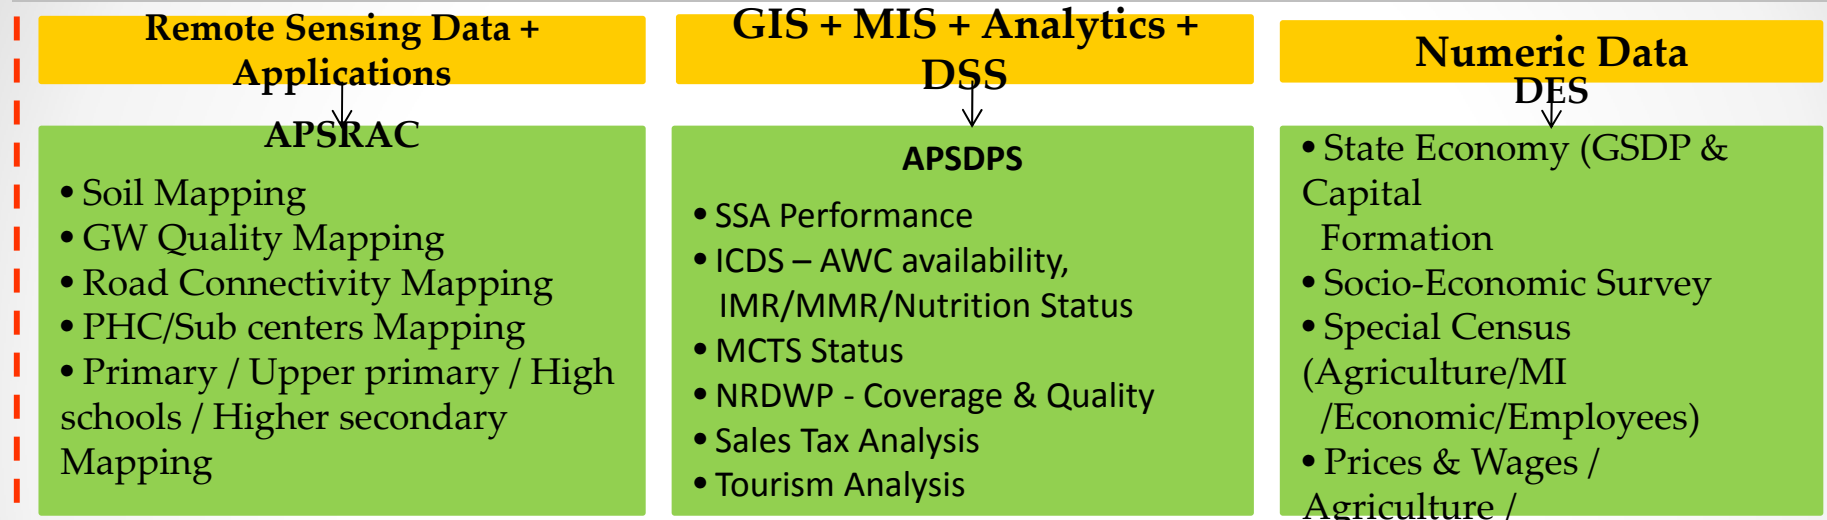 Remote Sensing Data +
Applications
APSRAC
• Soil Mapping
• GW Quality Mapping
• Road Connectivity Mapping
• PHC/Sub centers Mapping
• Primary / Upper primary / High
schools / Higher secondary
Mapping
GIS + MIS + Analytics +
DSS
APSDPS
• SSA Performance
• ICDS – AWC availability,
IMR/MMR/Nutrition Status
• MCTS Status
• NRDWP - Coverage & Quality
• Sales Tax Analysis
• Tourism Analysis
Numeric Data
DES
• State Economy (GSDP &
Capital
Formation
• Socio-Economic Survey
• Special Census
(Agriculture/MI
/Economic/Employees)
• Prices & Wages /
Agriculture /